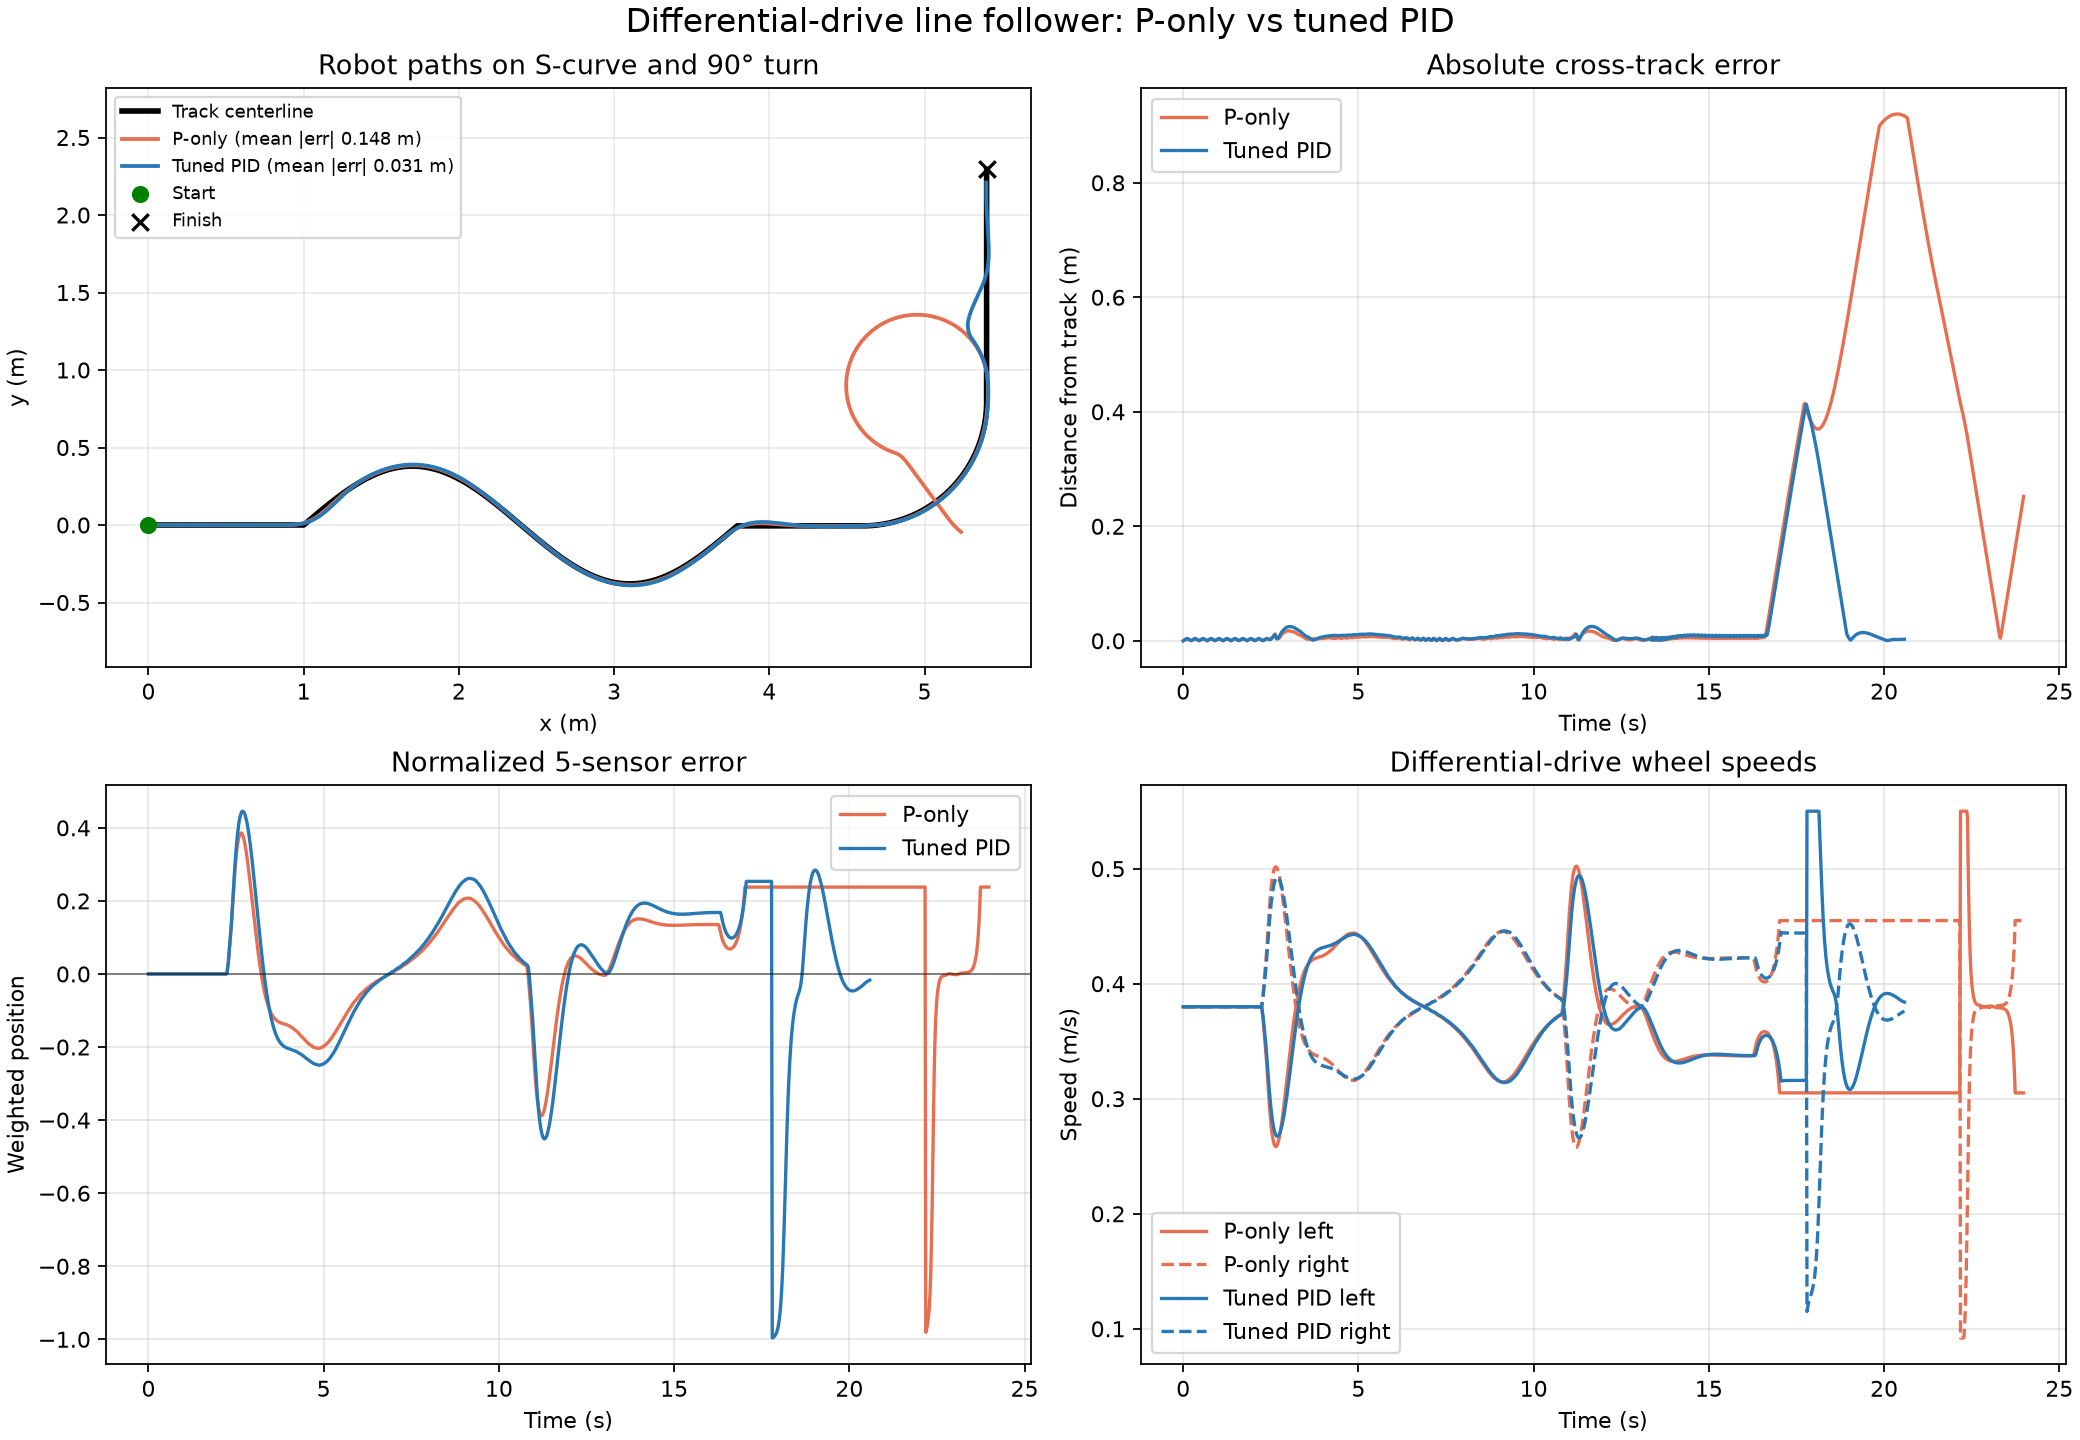 Differential-drive line follower: P-only vs tuned PID
Robot paths on S-curve and 90° turn
Track centerline
P-only (mean |err| 0.148 m)
Tuned PID (mean |err| 0.031 m)
Start
Finish
2.5
2.0
1.5
1.0
0.5
0.0
−0.5
y (m)
0 1 2 3 4 5
x (m)
Absolute cross-track error
P-only
Tuned PID
0.8
0.6
0.4
0.2
0.0
Distance from track (m)
0 5 10 15 20 25
Time (s)
Normalized 5-sensor error
P-only
Tuned PID
0.4
0.2
0.0
−0.2
−0.4
−0.6
−0.8
−1.0
Weighted position
0 5 10 15 20 25
Time (s)
Differential-drive wheel speeds
0.5
0.4
0.3
0.2
0.1
Speed (m/s)
P-only left
P-only right
Tuned PID left
Tuned PID right
0 5 10 15 20 25
Time (s)